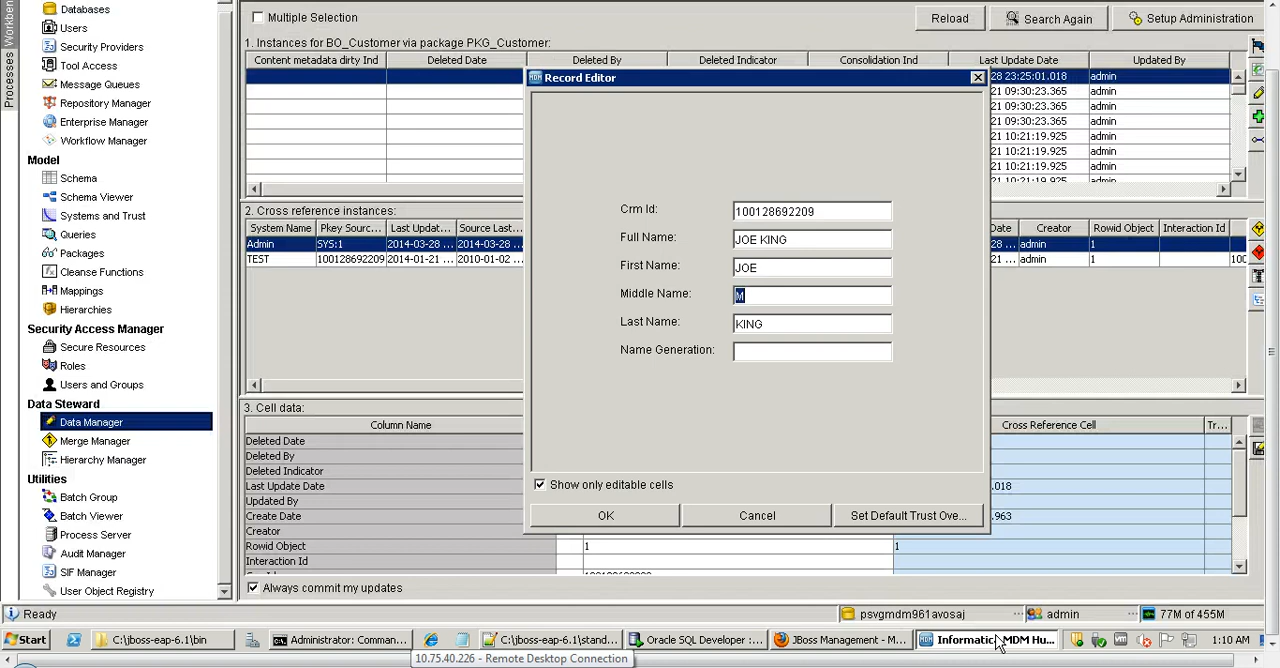 Processes
Workben
Databases
Users
Security Providers
Tool Access
Message Queues
Repository Manager
Enterprise Manager
Workflow Manager
Model
Schema
Schema Viewer
Systems and Trust
Queries
Packages
Cleanse Functions
Mappings
Hierarchies
Security Access Manager
Secure Resources
Roles
Users and Groups
Data Steward
Data Manager
Merge Manager
Hierarchy Manager
Utilities
Batch Group
Batch Viewer
Process Server
Audit Manager
SIF Manager
User Object Registry
Multiple Selection
Reload
Search Again
Setup Administration
1. Instances for BO_Customer via package PKG_Customer:
Content metadata dirty Ind Deleted Date Deleted By Deleted Indicator Consolidation Ind Last Update Date Updated By
28 23:25:01.018 admin
21 09:30:23.365 admin
21 09:30:23.365 admin
21 09:30:23.365 admin
21 10:21:19.925 admin
21 10:21:19.925 admin
21 10:21:19.925 admin
21 10:21:19.925 admin
2. Cross reference instances:
System Name Pkey Sourc... Last Updat... Source Last... Date Creator Rowid Object Interaction Id
Admin SYS:1 2014-03-28 ... 2014-03-28 ... 28 ... admin 1
TEST 100128692209 2014-01-21 ... 2010-01-02 ... 21 ... admin 1 100
Record Editor
Crm Id: 100128692209
Full Name: JOE KING
First Name: JOE
Middle Name: M
Last Name: KING
Name Generation:
Show only editable cells
OK Cancel Set Default Trust Ove...
3. Cell data:
Column Name Cross Reference Cell Tr...
Deleted Date
Deleted By
Deleted Indicator
Last Update Date .018
Updated By
Create Date .963
Creator
Rowid Object 1 1
Interaction Id
Always commit my updates
Ready psvgmdm961avosaj admin 77M of 455M
Start C:\jboss-eap-6.1\bin Administrator: Comman... C:\jboss-eap-6.1\stand... Oracle SQL Developer : ... JBoss Management - M... Informatica MDM Hu... 1:10 AM
10.75.40.226 - Remote Desktop Connection